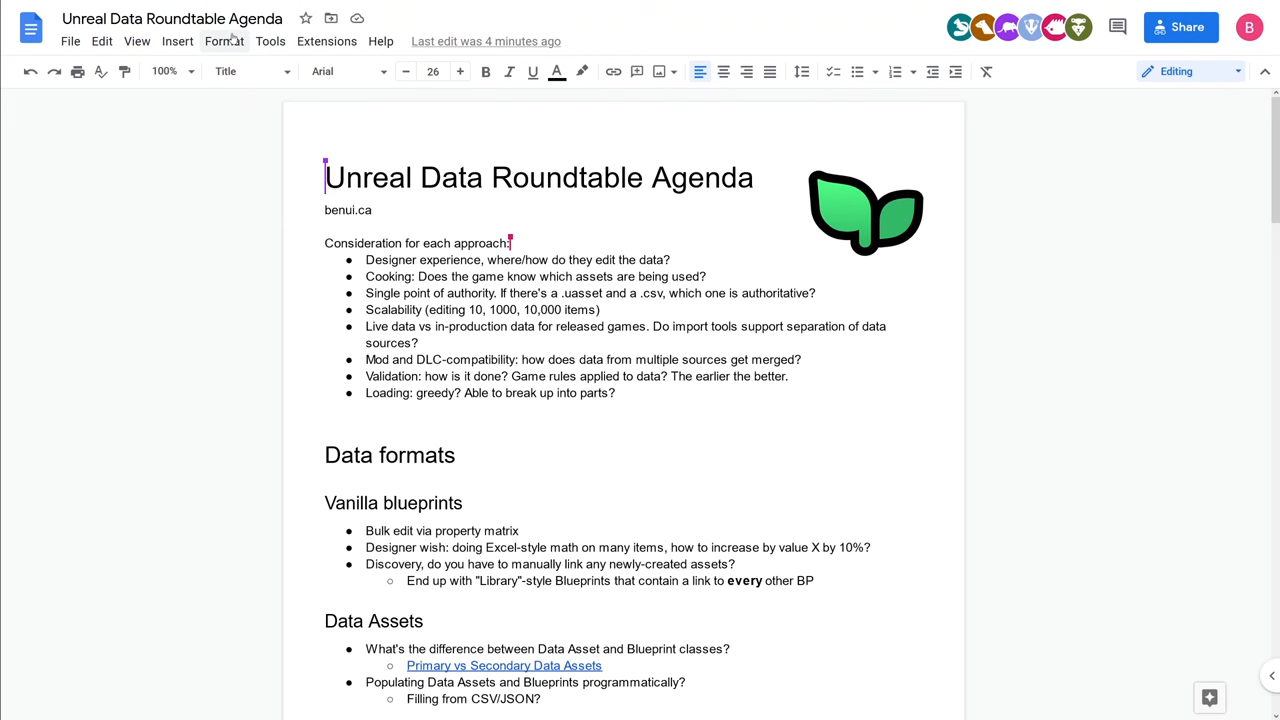 Unreal Data Roundtable Agenda
File Edit View Insert Format Tools Extensions Help Last edit was 4 minutes ago
Share
B
100% Title Arial − 26 + B I U A Editing
Unreal Data Roundtable Agenda
benui.ca
Consideration for each approach:
● Designer experience, where/how do they edit the data?
● Cooking: Does the game know which assets are being used?
● Single point of authority. If there's a .uasset and a .csv, which one is authoritative?
● Scalability (editing 10, 1000, 10,000 items)
● Live data vs in-production data for released games. Do import tools support separation of data
sources?
● Mod and DLC-compatibility: how does data from multiple sources get merged?
● Validation: how is it done? Game rules applied to data? The earlier the better.
● Loading: greedy? Able to break up into parts?
Data formats
Vanilla blueprints
● Bulk edit via property matrix
● Designer wish: doing Excel-style math on many items, how to increase by value X by 10%?
● Discovery, do you have to manually link any newly-created assets?
○ End up with "Library"-style Blueprints that contain a link to every other BP
Data Assets
● What's the difference between Data Asset and Blueprint classes?
○ Primary vs Secondary Data Assets
● Populating Data Assets and Blueprints programmatically?
○ Filling from CSV/JSON?